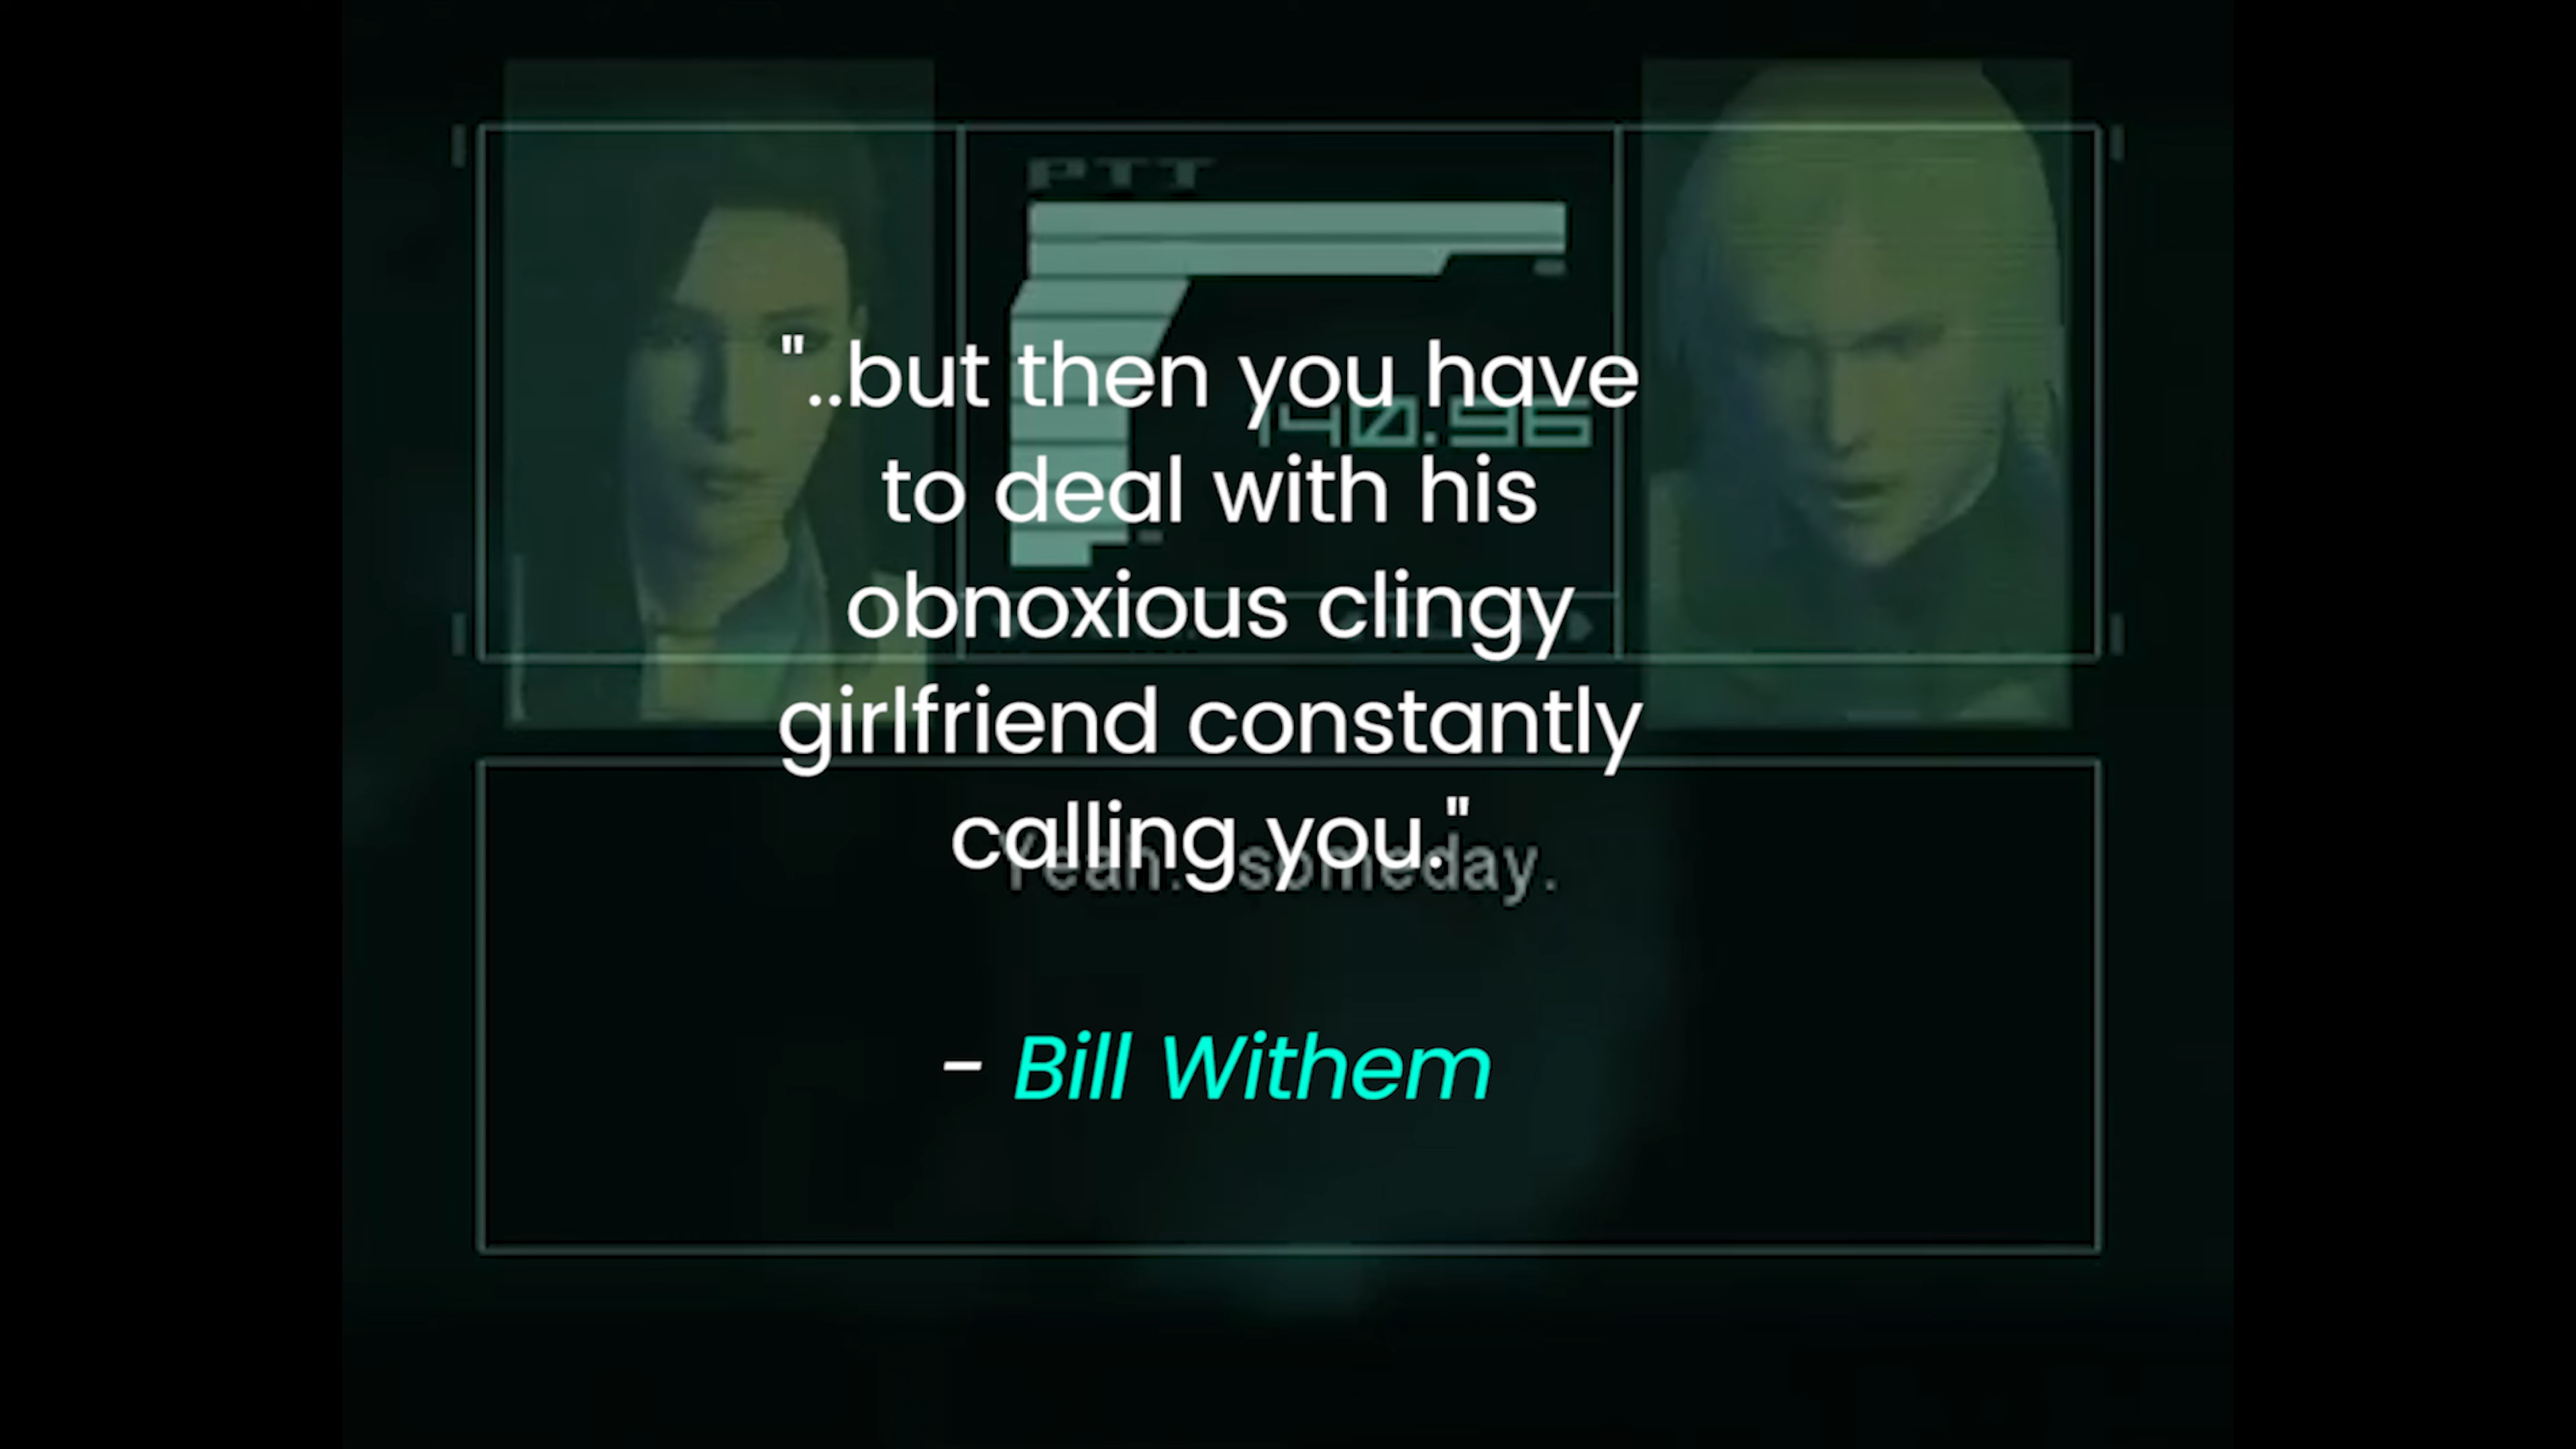 PTT
"..but then you have
140.96
to deal with his
obnoxious clingy
girlfriend constantly
calling you."
Yeah. someday.
- Bill Withem